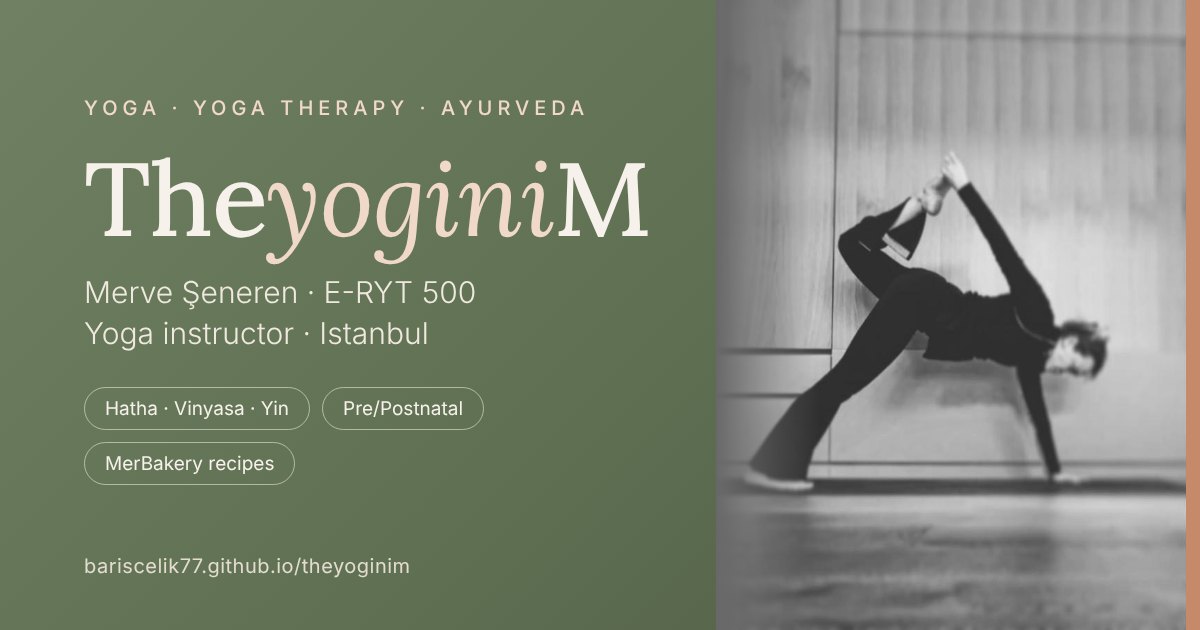 YOGA · YOGA THERAPY · AYURVEDA
TheyoginiM
Merve Şeneren · E-RYT 500
Yoga instructor · Istanbul
Hatha · Vinyasa · Yin
Pre/Postnatal
MerBakery recipes
bariscelik77.github.io/theyoginim